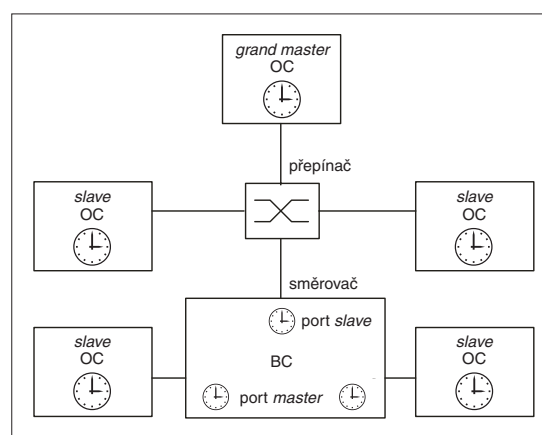 grand master
OC
přepínač
slave
OC
slave
OC
směrovač
port slave
slave
OC
BC
slave
OC
port master